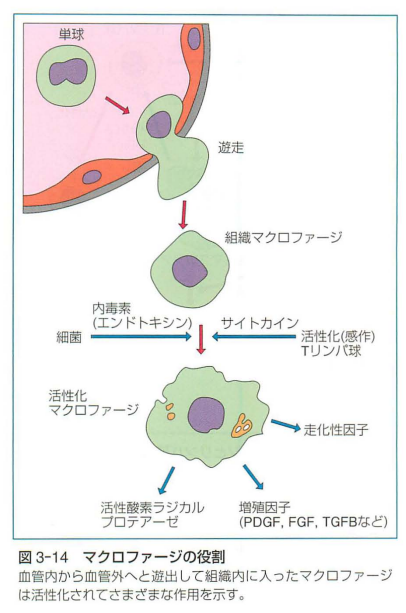 単球
遊走
組織マクロファージ
内毒素
(エンドトキシン)
サイトカイン
細菌
活性化(感作)
Tリンパ球
活性化
マクロファージ
走化性因子
活性酸素ラジカル
プロテアーゼ
増殖因子
(PDGF, FGF, TGFBなど)
図 3-14 マクロファージの役割
血管内から血管外へと遊出して組織内に入ったマクロファージ
は活性化されてさまざまな作用を示す。